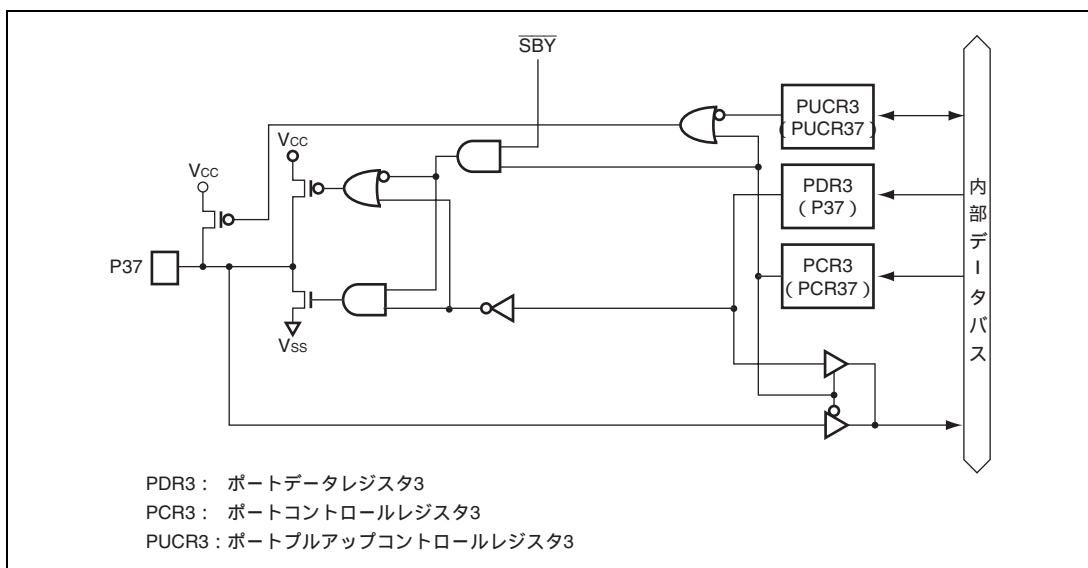 SBY
PUCR3
(PUCR37)
VCC
VCC
PDR3
(P37)
P37
PCR3
(PCR37)
VSS
内部データバス
PDR3： ポートデータレジスタ3
PCR3： ポートコントロールレジスタ3
PUCR3：ポートプルアップコントロールレジスタ3